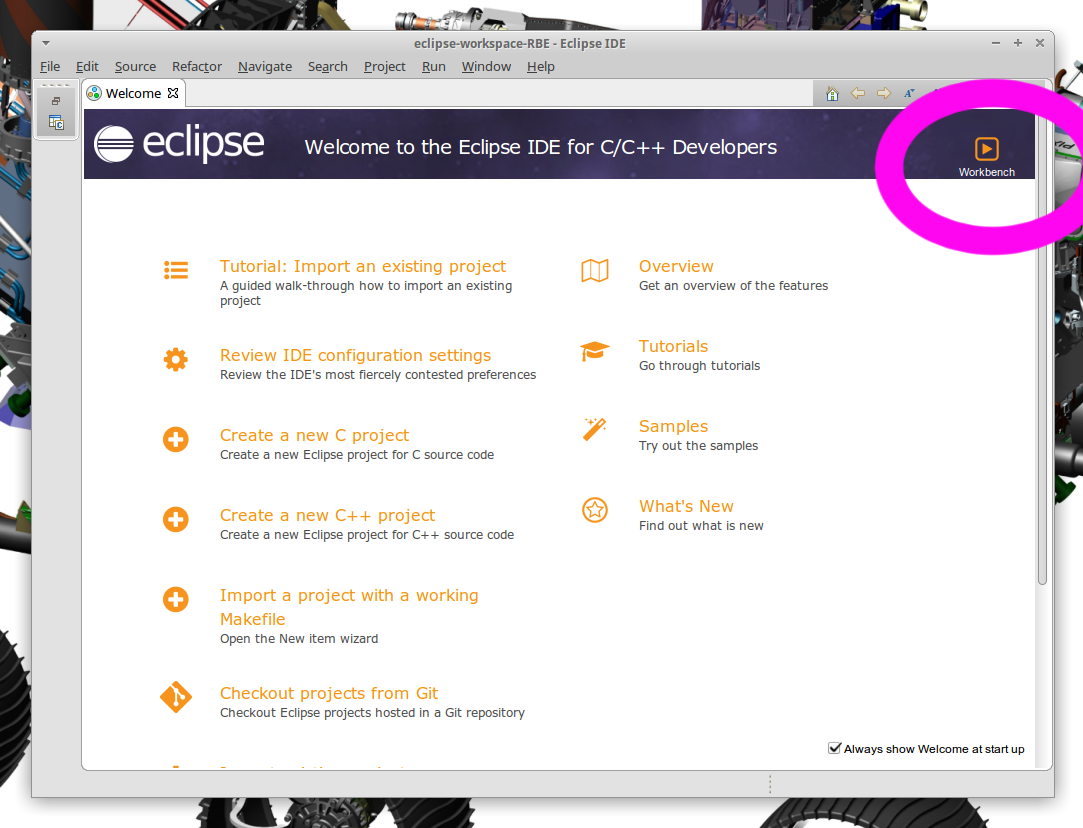 eclipse-workspace-RBE - Eclipse IDE
File Edit Source Refactor Navigate Search Project Run Window Help
Welcome
eclipse
Welcome to the Eclipse IDE for C/C++ Developers
Workbench
Tutorial: Import an existing project
A guided walk-through how to import an existing
project
Review IDE configuration settings
Review the IDE's most fiercely contested preferences
Create a new C project
Create a new Eclipse project for C source code
Create a new C++ project
Create a new Eclipse project for C++ source code
Import a project with a working
Makefile
Open the New item wizard
Checkout projects from Git
Checkout Eclipse projects hosted in a Git repository
Overview
Get an overview of the features
Tutorials
Go through tutorials
Samples
Try out the samples
What's New
Find out what is new
Always show Welcome at start up